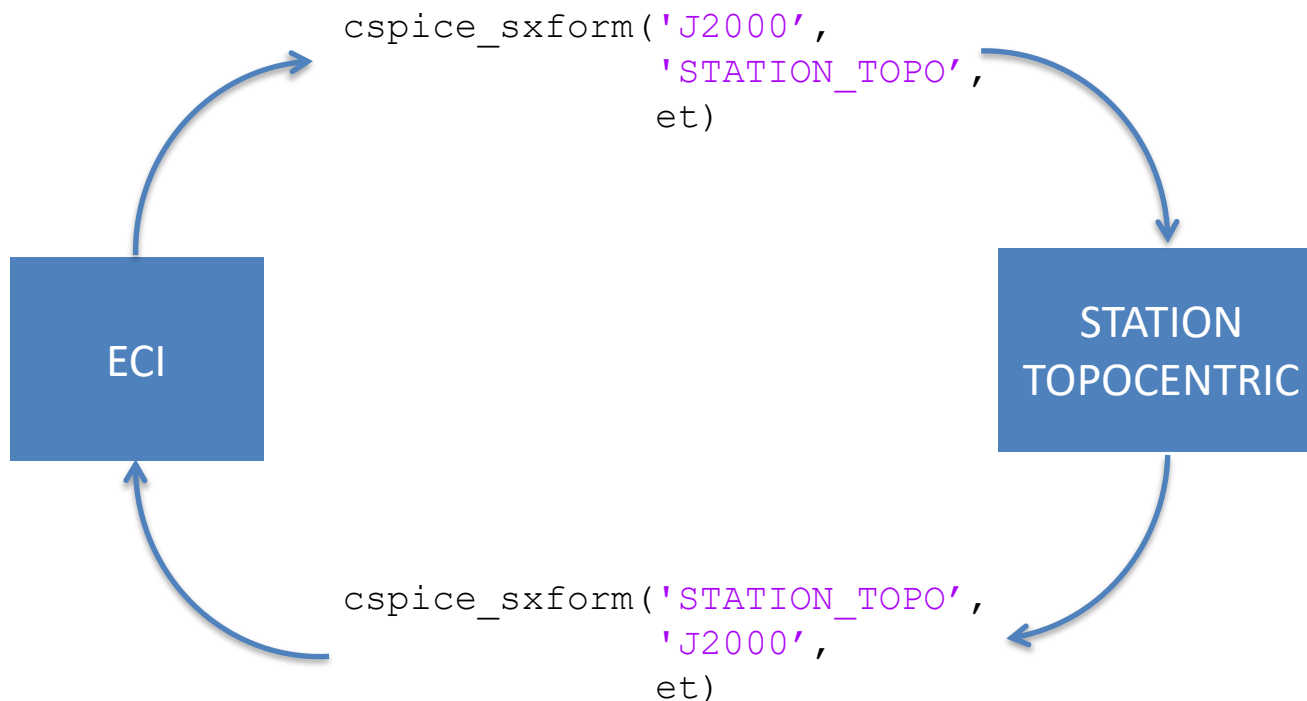 cspice_sxform('J2000’,
'STATION_TOPO’,
et)
ECI
STATION
TOPOCENTRIC
cspice_sxform('STATION_TOPO',
'J2000’,
et)